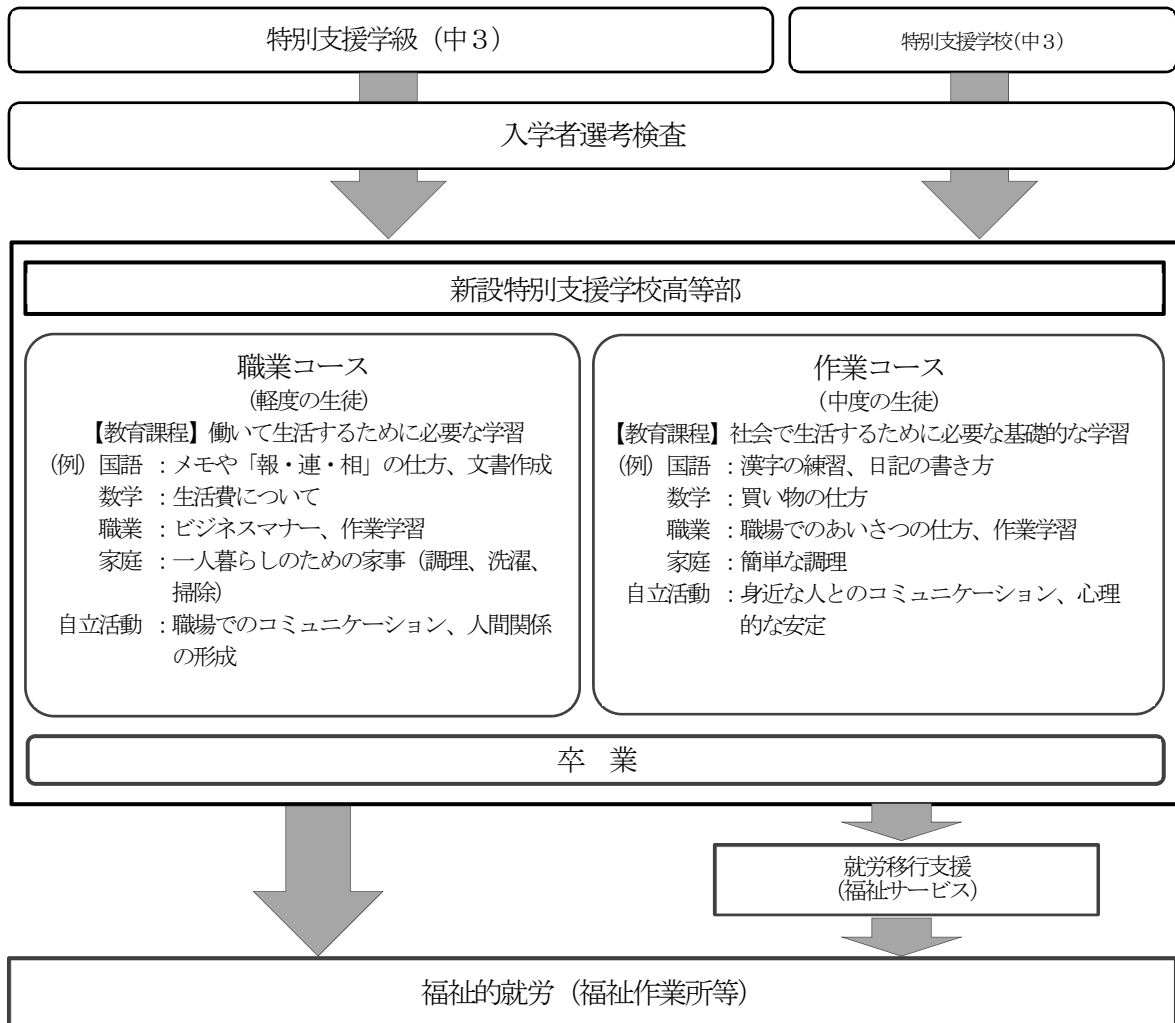 特別支援学級（中３）
特別支援学校(中３)
入学者選考検査
新設特別支援学校高等部
職業コース
(軽度の生徒)
【教育課程】働いて生活するために必要な学習
(例) 国語 ：メモや「報・連・相」の仕方、文書作成
数学 ：生活費について
職業 ：ビジネスマナー、作業学習
家庭 ：一人暮らしのための家事（調理、洗濯、
掃除）
自立活動 ：職場でのコミュニケーション、人間関係
の形成
作業コース
(中度の生徒)
【教育課程】社会で生活するために必要な基礎的な学習
(例) 国語 ：漢字の練習、日記の書き方
数学 ：買い物の仕方
職業 ：職場でのあいさつの仕方、作業学習
家庭 ：簡単な調理
自立活動 ：身近な人とのコミュニケーション、心理
的な安定
卒　業
就労移行支援
(福祉サービス)
福祉的就労（福祉作業所等）